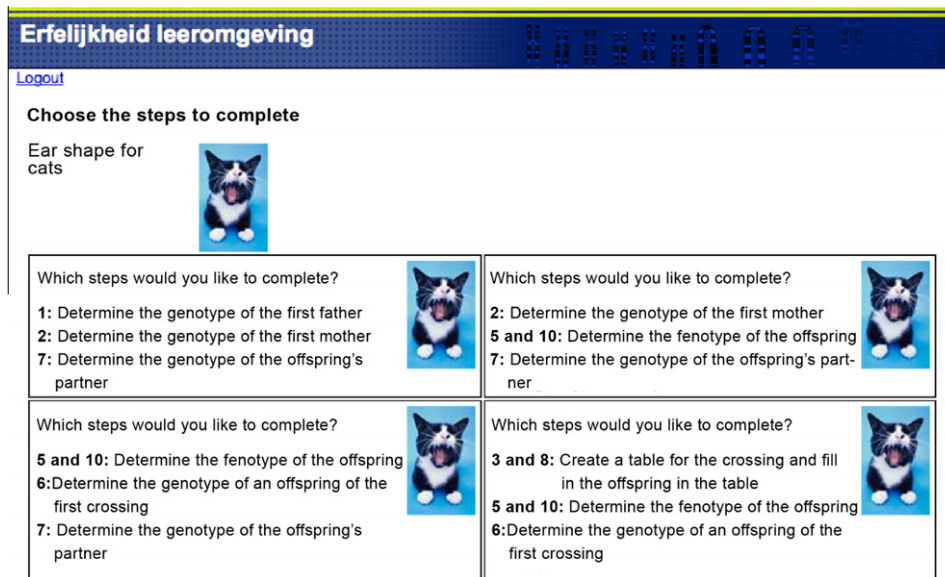 Erfelijkheid leeromgeving
Logout
Choose the steps to complete
Ear shape for
cats
Which steps would you like to complete?
1: Determine the genotype of the first father
2: Determine the genotype of the first mother
7: Determine the genotype of the offspring's
partner
Which steps would you like to complete?
2: Determine the genotype of the first mother
5 and 10: Determine the fenotype of the offspring
7: Determine the genotype of the offspring's part-
ner
Which steps would you like to complete?
5 and 10: Determine the fenotype of the offspring
6:Determine the genotype of an offspring of the
first crossing
7: Determine the genotype of the offspring's
partner
Which steps would you like to complete?
3 and 8: Create a table for the crossing and fill
in the offspring in the table
5 and 10: Determine the fenotype of the offspring
6:Determine the genotype of an offspring of the
first crossing